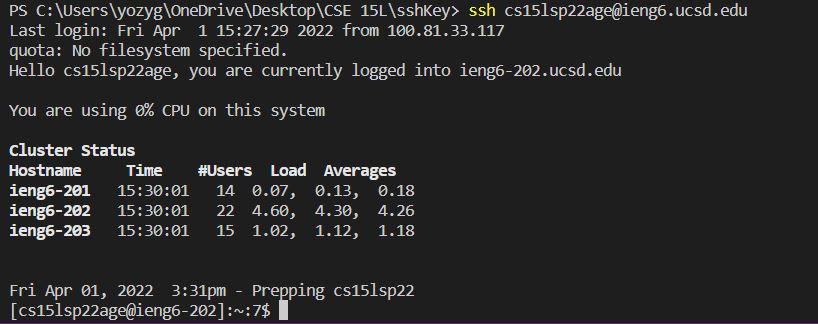 PS C:\Users\yozyg\OneDrive\Desktop\CSE 15L\sshKey> ssh cs15lsp22age@ieng6.ucsd.edu
Last login: Fri Apr  1 15:27:29 2022 from 100.81.33.117
quota: No filesystem specified.
Hello cs15lsp22age, you are currently logged into ieng6-202.ucsd.edu
You are using 0% CPU on this system
Cluster Status
Hostname     Time    #Users  Load  Averages
ieng6-201   15:30:01   14  0.07,  0.13,  0.18
ieng6-202   15:30:01   22  4.60,  4.30,  4.26
ieng6-203   15:30:01   15  1.02,  1.12,  1.18
Fri Apr 01, 2022  3:31pm - Prepping cs15lsp22
[cs15lsp22age@ieng6-202]:~:7$